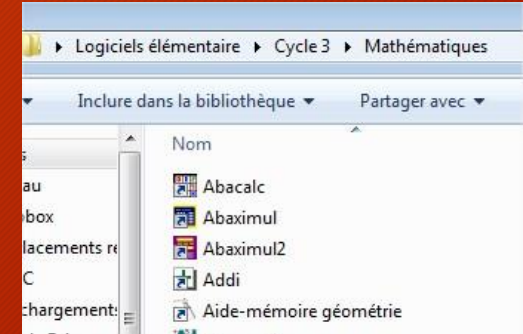 Logiciels élémentaire Cycle 3 Mathématiques
Inclure dans la bibliothèque Partager avec
Nom
Abacalc
Abaximul
Abaximul2
Addi
Aide-mémoire géométrie